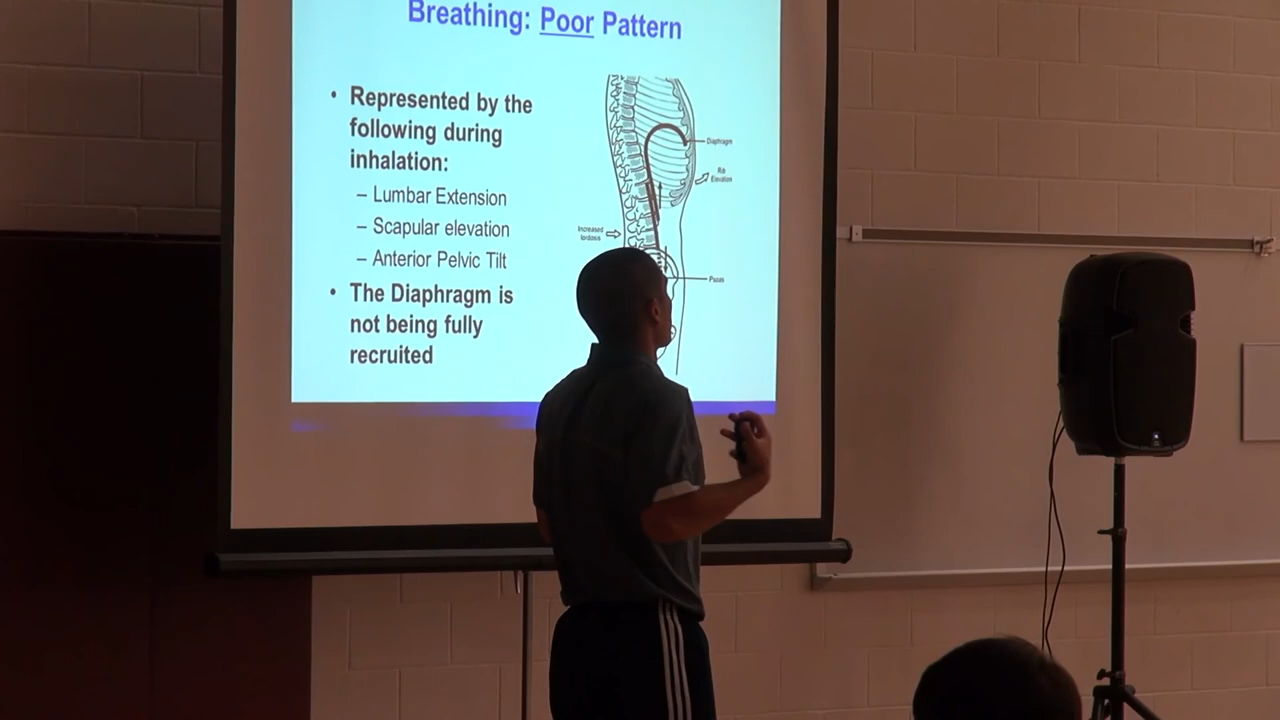 Breathing: Poor Pattern
• Represented by the
following during
inhalation:
– Lumbar Extension
– Scapular elevation
– Anterior Pelvic Tilt
• The Diaphragm is
not being fully
recruited
Diaphragm
Rib
Elevation
Increased
lordosis
Psoas